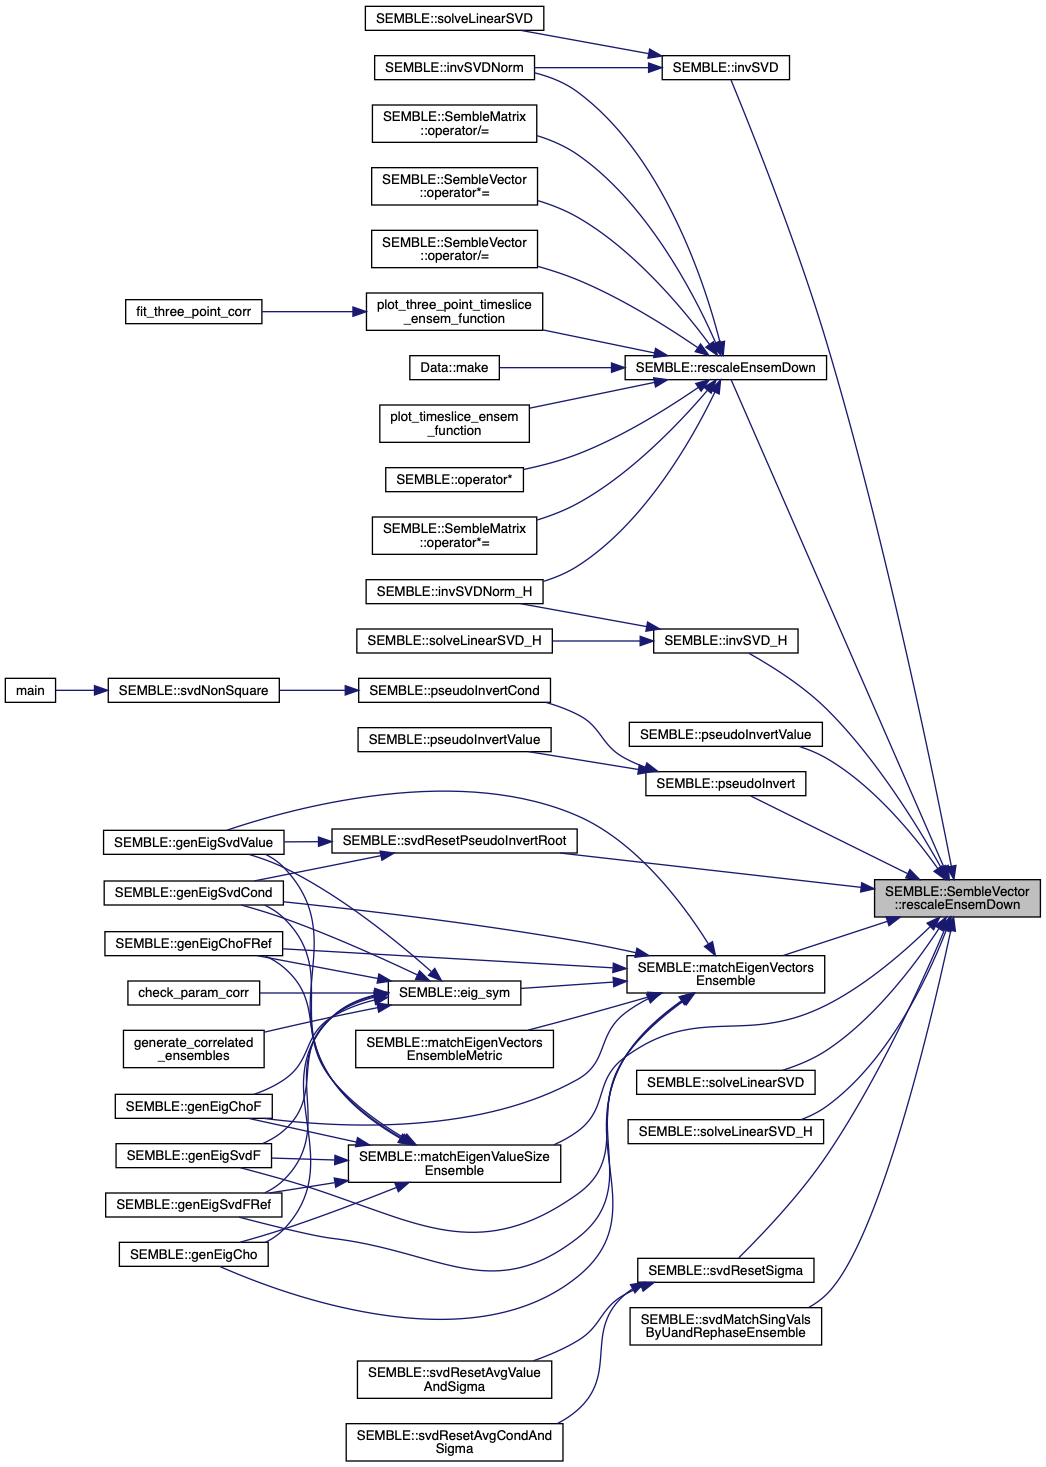 SEMBLE::solveLinearSVD
SEMBLE::invSVDNorm
SEMBLE::invSVD
SEMBLE::SembleMatrix
::operator/=
SEMBLE::SembleVector
::operator*=
SEMBLE::SembleVector
::operator/=
fit_three_point_corr
plot_three_point_timeslice
_ensem_function
Data::make
SEMBLE::rescaleEnsemDown
plot_timeslice_ensem
_function
SEMBLE::operator*
SEMBLE::SembleMatrix
::operator*=
SEMBLE::invSVDNorm_H
SEMBLE::solveLinearSVD_H
SEMBLE::invSVD_H
main
SEMBLE::svdNonSquare
SEMBLE::pseudoInvertCond
SEMBLE::pseudoInvertValue
SEMBLE::pseudoInvertValue
SEMBLE::pseudoInvert
SEMBLE::genEigSvdValue
SEMBLE::svdResetPseudoInvertRoot
SEMBLE::genEigSvdCond
SEMBLE::SembleVector
::rescaleEnsemDown
SEMBLE::genEigChoFRef
SEMBLE::matchEigenVectors
Ensemble
check_param_corr
SEMBLE::eig_sym
generate_correlated
_ensembles
SEMBLE::matchEigenVectors
EnsembleMetric
SEMBLE::solveLinearSVD
SEMBLE::genEigChoF
SEMBLE::solveLinearSVD_H
SEMBLE::genEigSvdF
SEMBLE::matchEigenValueSize
Ensemble
SEMBLE::genEigSvdFRef
SEMBLE::genEigCho
SEMBLE::svdResetSigma
SEMBLE::svdMatchSingVals
ByUandRephaseEnsemble
SEMBLE::svdResetAvgValue
AndSigma
SEMBLE::svdResetAvgCondAnd
Sigma